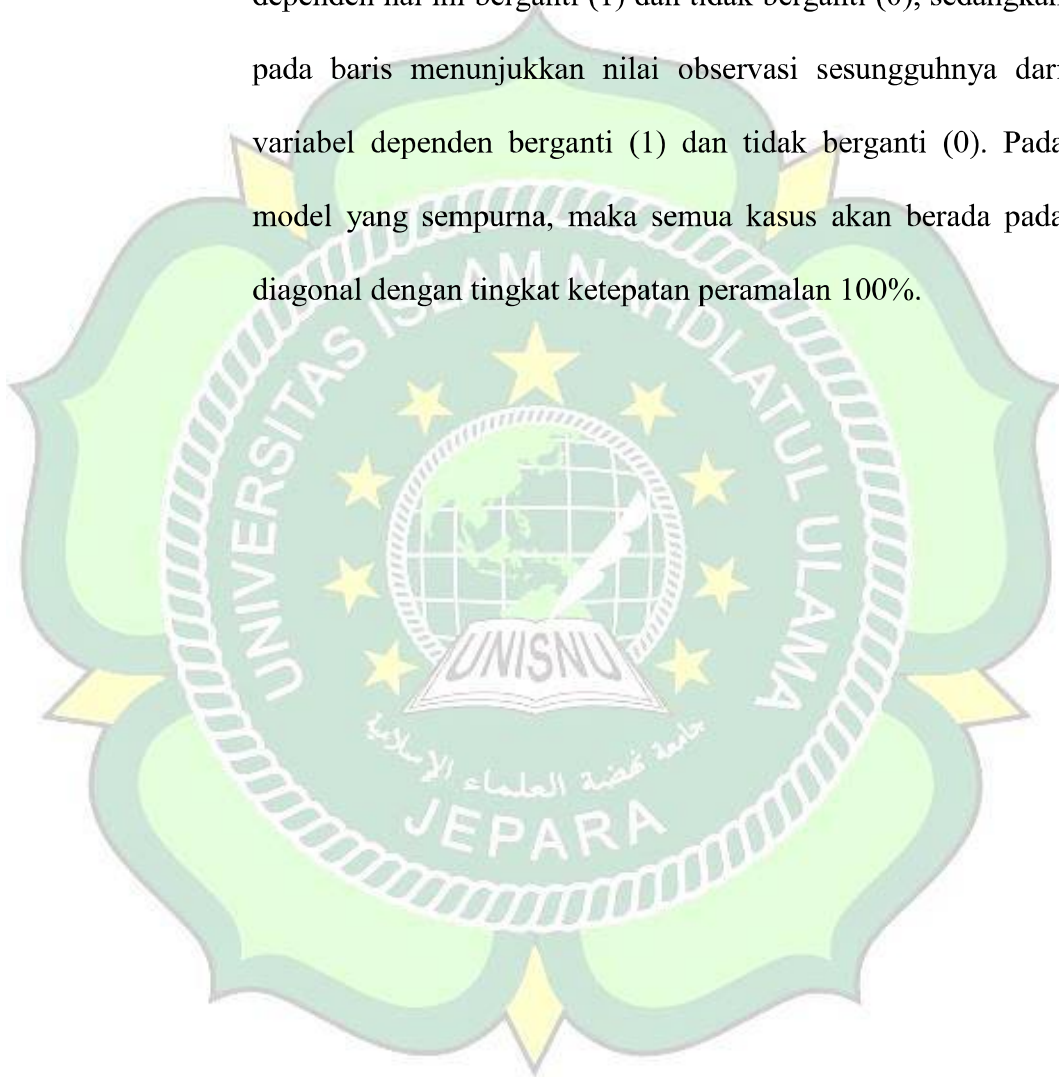 dependen hal ini berganti (1) dan tidak berganti (0), sedangkan
pada baris menunjukkan nilai observasi sesungguhnya dari
variabel dependen berganti (1) dan tidak berganti (0). Pada
model yang sempurna, maka semua kasus akan berada pada
diagonal dengan tingkat ketepatan peramalan 100%.
UNIVERSITAS ISLAM NAHDLATUL ULAMA
UNISNU
جامعة نهضة العلماء الإسلامية
JEPARA